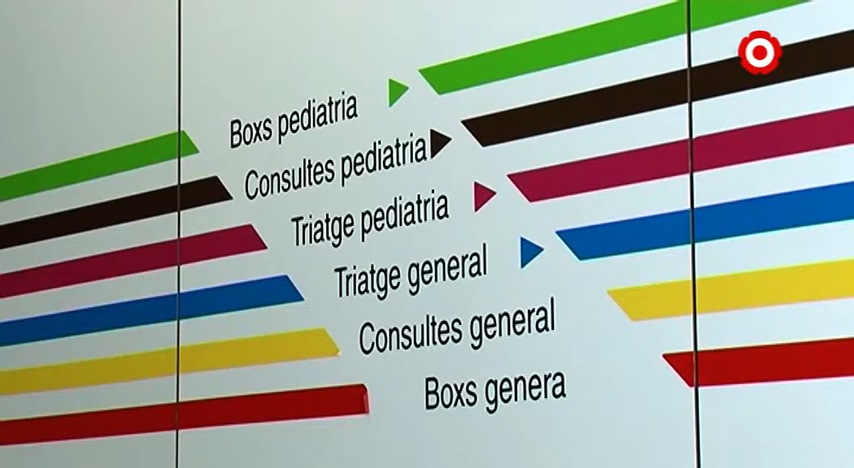 Boxs pediatria
Consultes pediatria
Triatge pediatria
Triatge general
Consultes general
Boxs genera